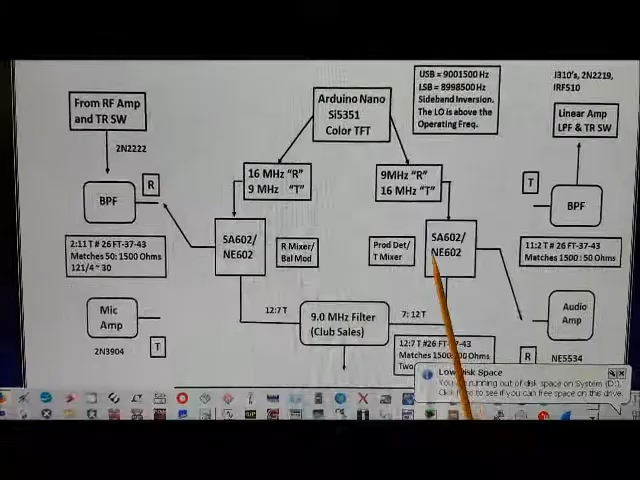 From RF Amp
and TR SW
Arduino Nano
Si5351
Color TFT
USB = 9001500 Hz
LSB = 8998500 Hz
Sideband Inversion.
The LO is above the
Operating Freq.
J310's, 2N2219,
IRF510
Linear Amp
LPF & TR SW
2N2222
BPF
R
16 MHz "R"
9 MHz "T"
9MHz "R"
16 MHz "T"
T
BPF
2:11 T # 26 FT-37-43
Matches 50: 1500 Ohms
121/4 ~ 30
SA602/
NE602
R Mixer/
Bal Mod
Prod Det/
T Mixer
SA602/
NE602
11:2 T # 26 FT-37-43
Matches 1500 : 50 Ohms
Mic
Amp
2N3904
T
12:7 T
9.0 MHz Filter
(Club Sales)
7: 12T
Audio
Amp
R
NE5534
12:7 T #26 FT-37-43
Matches 1500
Ohms
Two
Low Disk Space
You are running out of disk space on System (D:).
Click here to see if you can free space on this drive.